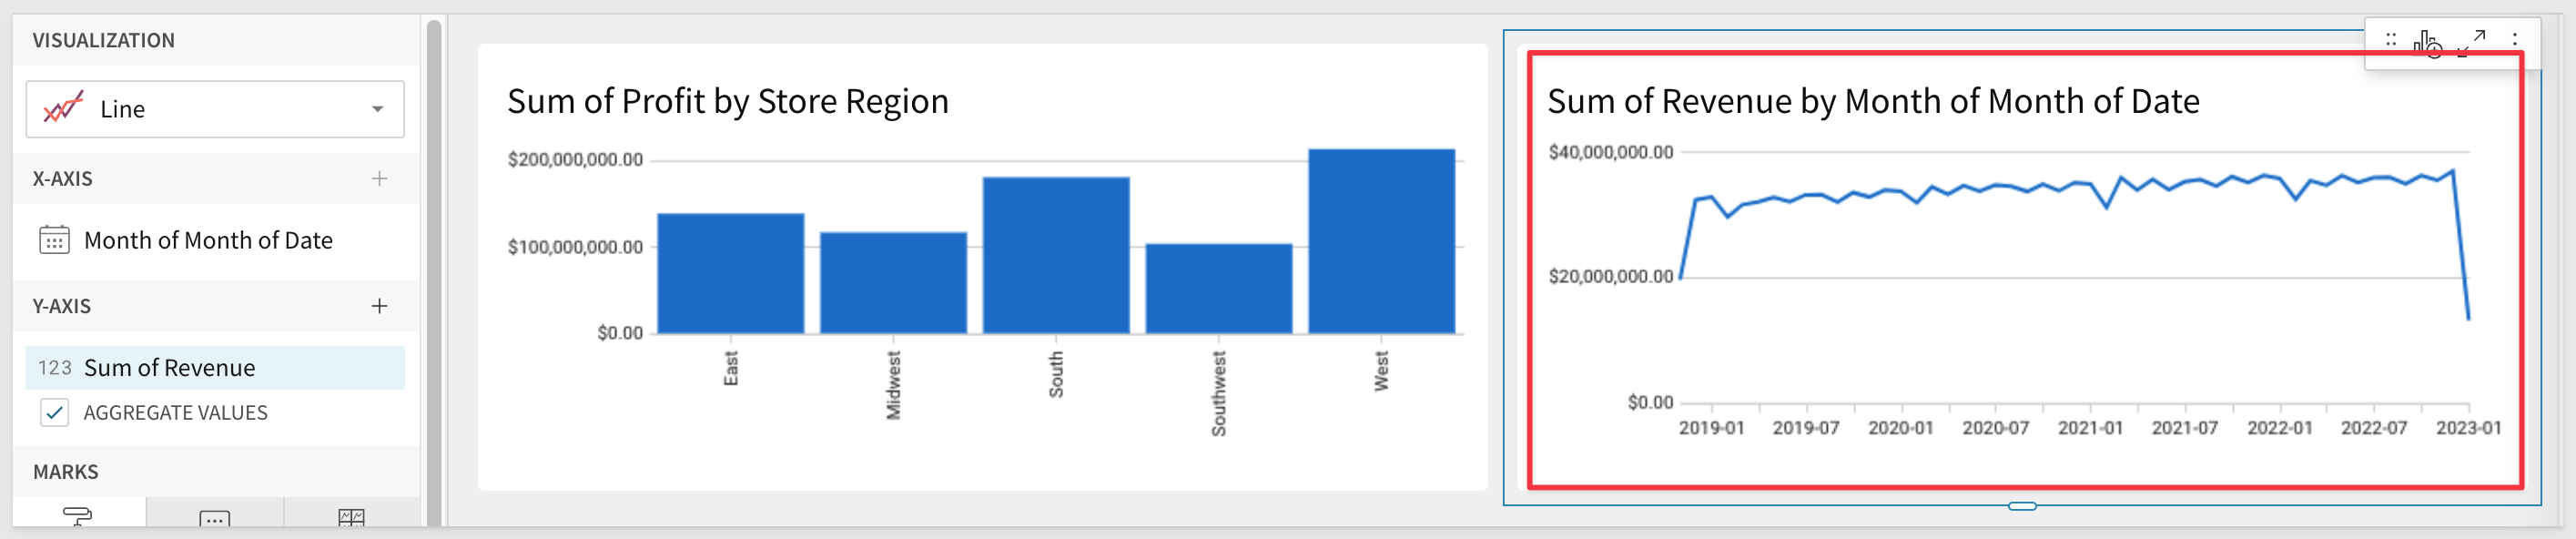 VISUALIZATION
Line
X-AXIS
Month of Month of Date
Y-AXIS
123 Sum of Revenue
AGGREGATE VALUES
MARKS
Sum of Profit by Store Region
$200,000,000.00
$100,000,000.00
$0.00
East
Midwest
South
Southwest
West
Sum of Revenue by Month of Month of Date
$40,000,000.00
$20,000,000.00
$0.00
2019-01 2019-07 2020-01 2020-07 2021-01 2021-07 2022-01 2022-07 2023-01